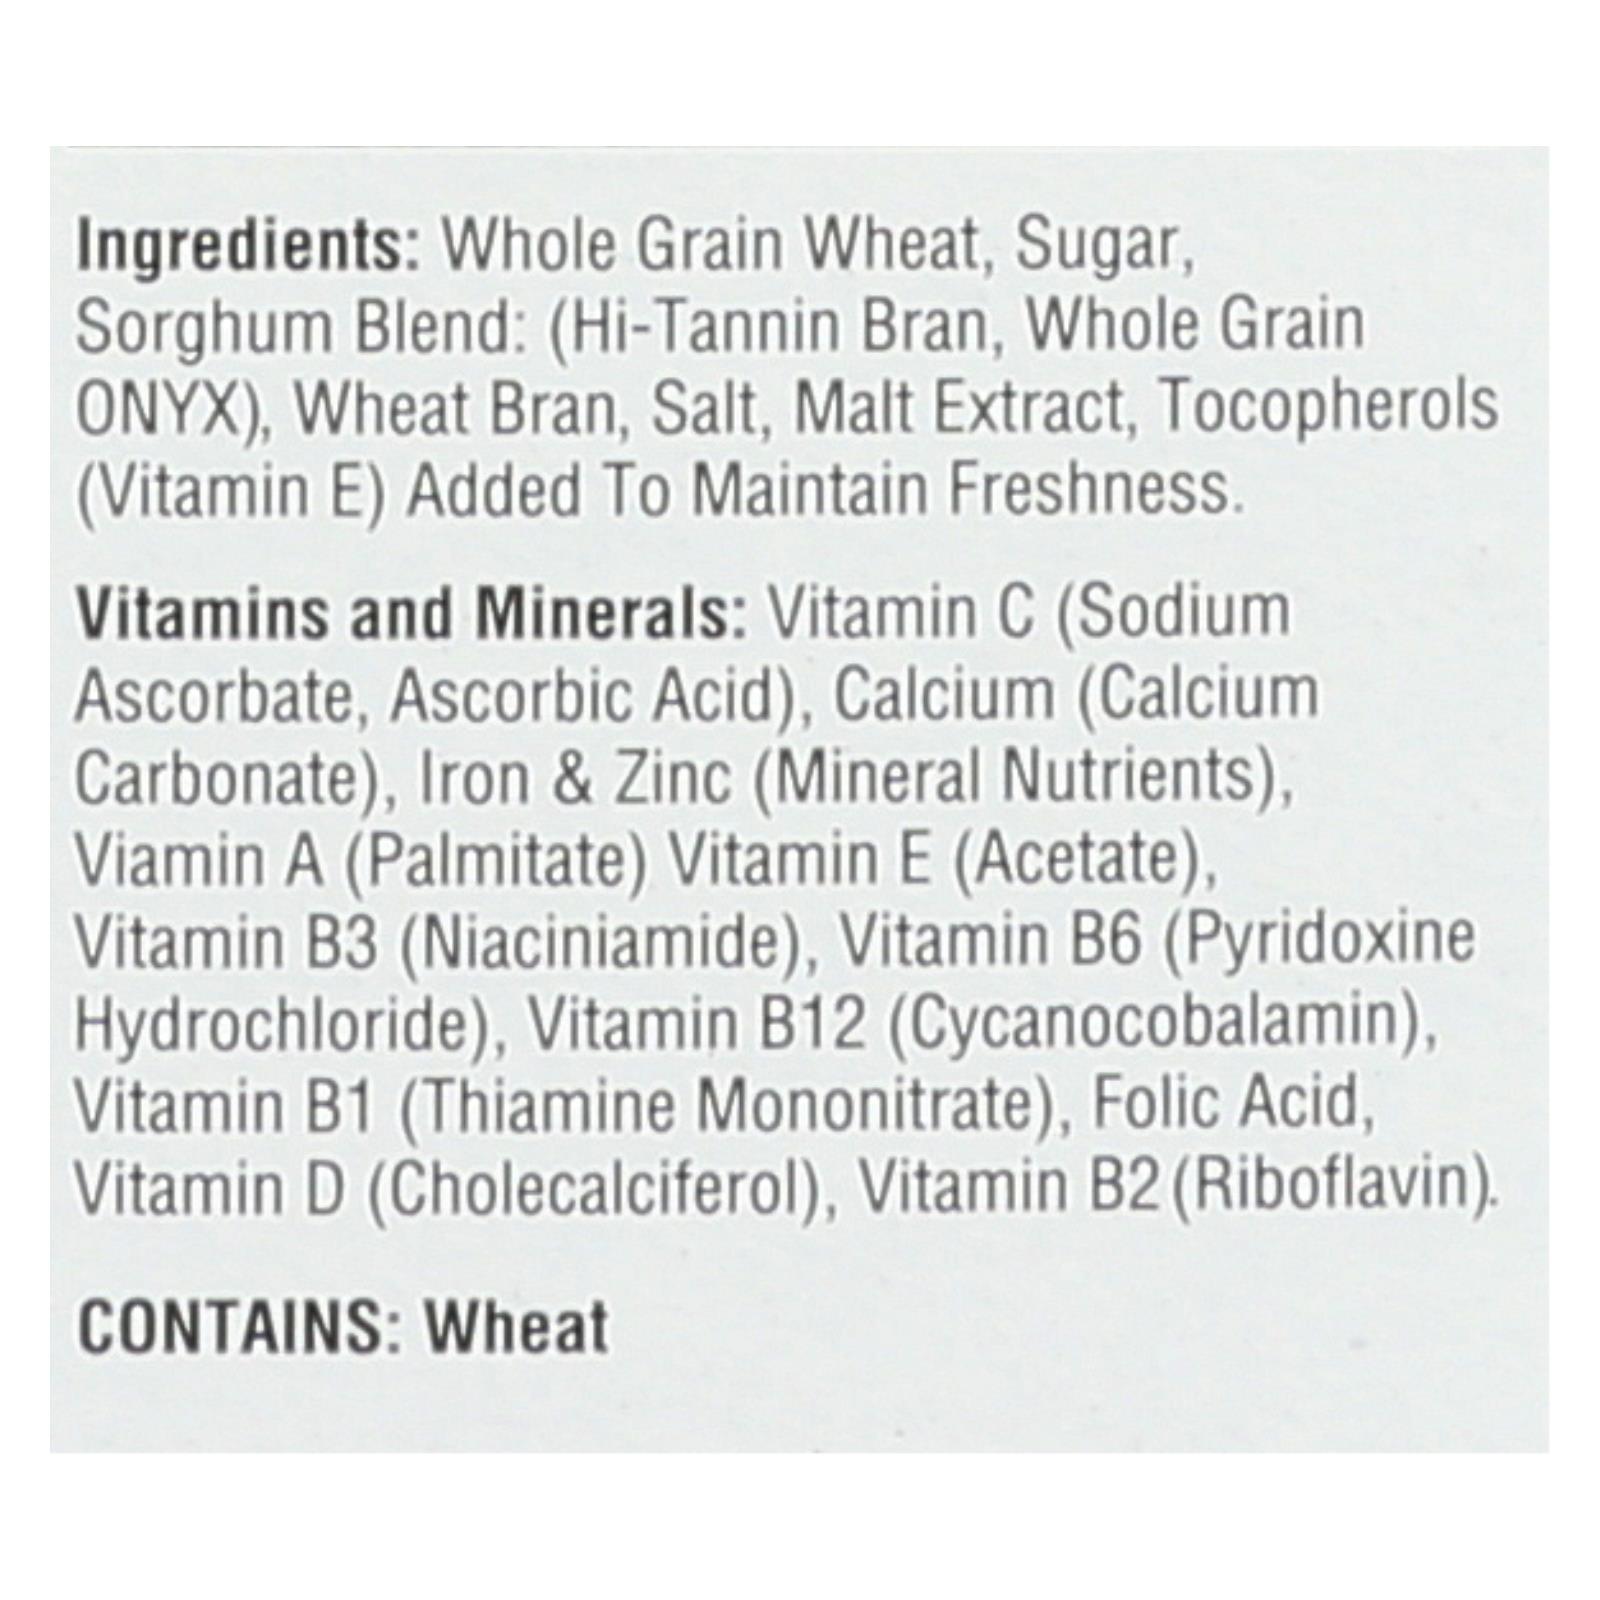 Ingredients: Whole Grain Wheat, Sugar,
Sorghum Blend: (Hi-Tannin Bran, Whole Grain
ONYX), Wheat Bran, Salt, Malt Extract, Tocopherols
(Vitamin E) Added To Maintain Freshness.
Vitamins and Minerals: Vitamin C (Sodium
Ascorbate, Ascorbic Acid), Calcium (Calcium
Carbonate), Iron & Zinc (Mineral Nutrients),
Viamin A (Palmitate) Vitamin E (Acetate),
Vitamin B3 (Niaciniamide), Vitamin B6 (Pyridoxine
Hydrochloride), Vitamin B12 (Cycanocobalamin),
Vitamin B1 (Thiamine Mononitrate), Folic Acid,
Vitamin D (Cholecalciferol), Vitamin B2 (Riboflavin).
CONTAINS: Wheat